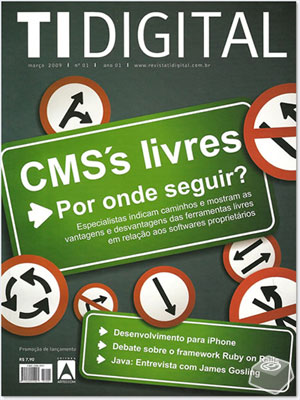 TIDIGITAL
março 2009 | nº 01 | ano 01 | www.revistatidigital.com.br
CMS's livres
Por onde seguir?
Especialistas indicam caminhos e mostram as
vantagens e desvantagens das ferramentas livres
em relação aos softwares proprietários
Desenvolvimento para iPhone
Debate sobre o framework Ruby on Rails
Java: Entrevista com James Gosling
Promoção de lançamento
R$ 7,90